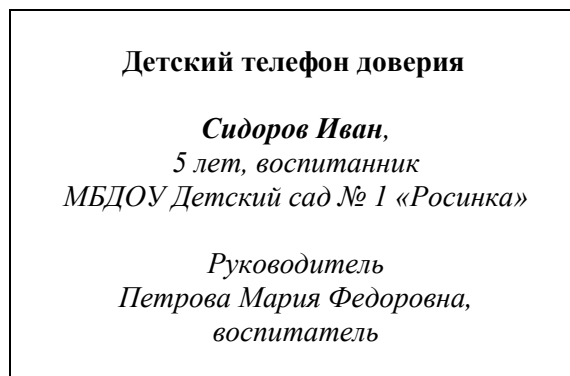 Детский телефон доверия
Сидоров Иван,
5 лет, воспитанник
МБДОУ Детский сад № 1 «Росинка»
Руководитель
Петрова Мария Федоровна,
воспитатель